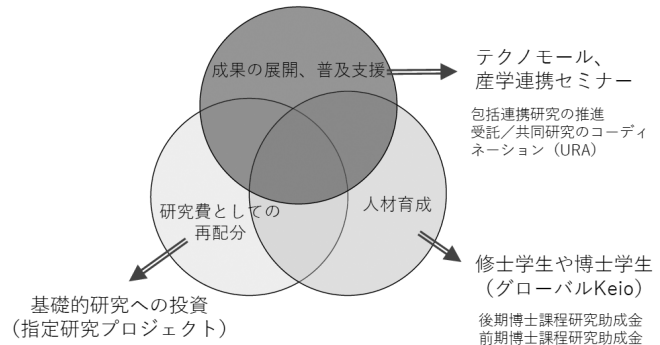 成果の展開、普及支援
テクノモール、
産学連携セミナー
包括連携研究の推進
受託／共同研究のコーディ
ネーション（URA）
研究費としての
再配分
人材育成
基礎的研究への投資
（指定研究プロジェクト）
修士学生や博士学生
（グローバルKeio）
後期博士課程研究助成金
前期博士課程研究助成金